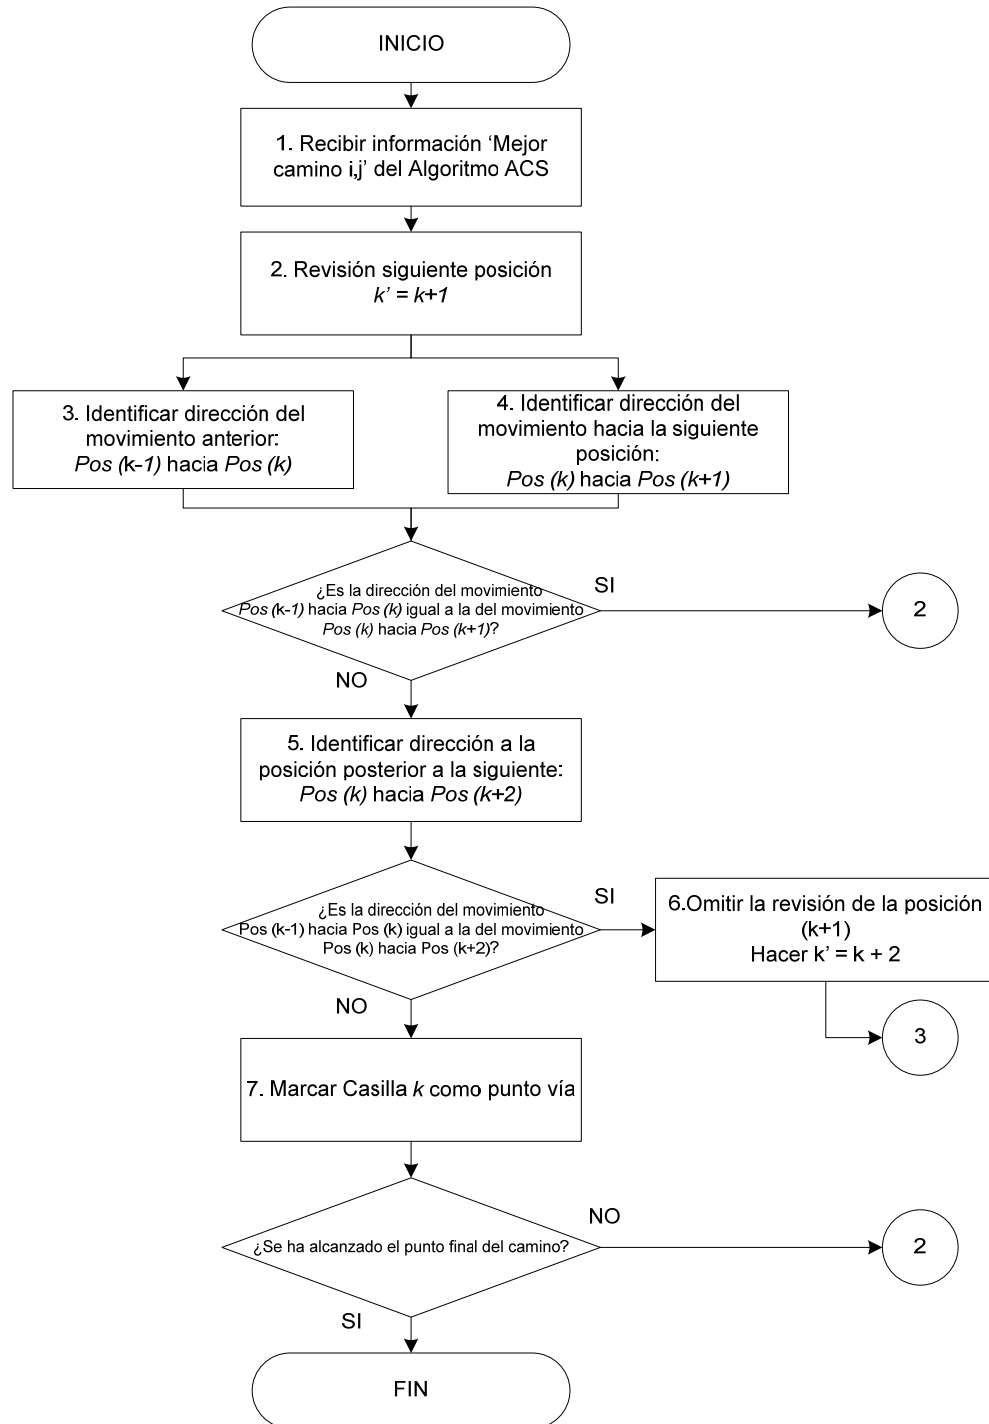 INICIO
1. Recibir información ‘Mejor
camino i,j’ del Algoritmo ACS
2. Revisión siguiente posición
k’ = k+1
3. Identificar dirección del
movimiento anterior:
Pos (k-1) hacia Pos (k)
4. Identificar dirección del
movimiento hacia la siguiente
posición:
Pos (k) hacia Pos (k+1)
¿Es la dirección del movimiento
Pos (k-1) hacia Pos (k) igual a la del movimiento
Pos (k) hacia Pos (k+1)?
SI
2
NO
5. Identificar dirección a la
posición posterior a la siguiente:
Pos (k) hacia Pos (k+2)
¿Es la dirección del movimiento
Pos (k-1) hacia Pos (k) igual a la del movimiento
Pos (k) hacia Pos (k+2)?
SI
6.Omitir la revisión de la posición
(k+1)
Hacer k’ = k + 2
3
NO
7. Marcar Casilla k como punto vía
¿Se ha alcanzado el punto final del camino?
NO
2
SI
FIN